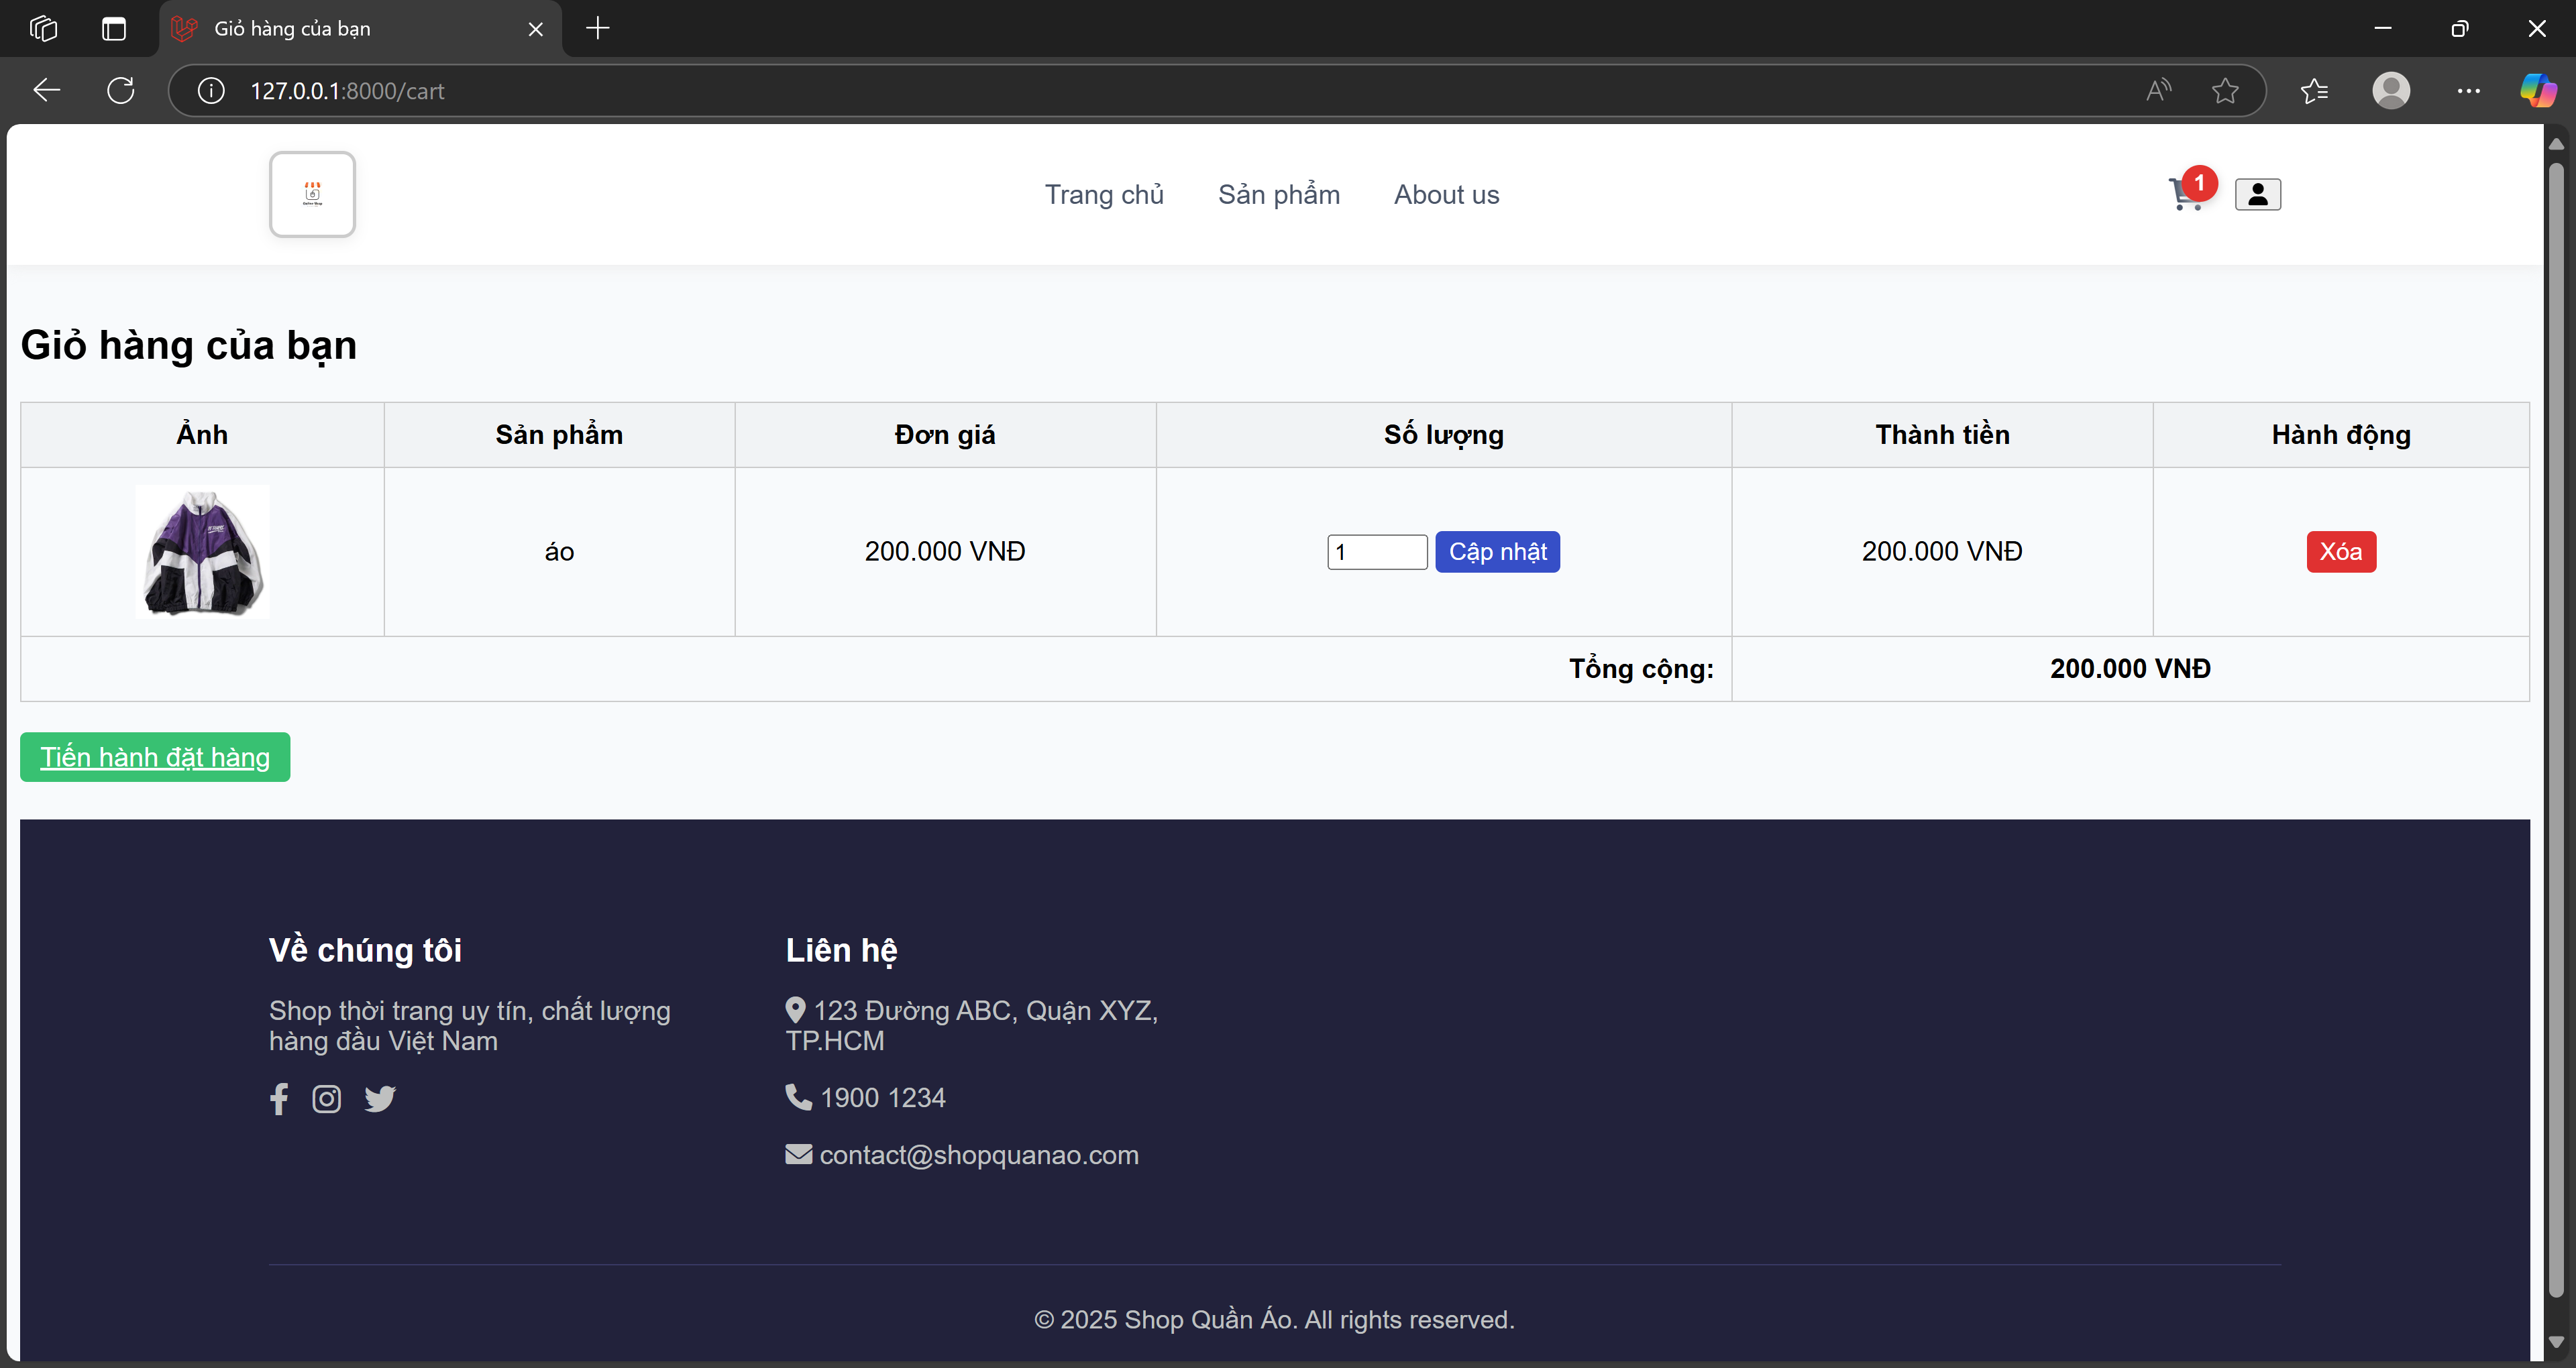 Giỏ hàng của bạn
127.0.0.1:8000/cart
Trang chủ
Sản phẩm
About us
1
Giỏ hàng của bạn
Ảnh
Sản phẩm
Đơn giá
Số lượng
Thành tiền
Hành động
áo
200.000 VNĐ
1
Cập nhật
200.000 VNĐ
Xóa
Tổng cộng:
200.000 VNĐ
Tiến hành đặt hàng
Về chúng tôi
Shop thời trang uy tín, chất lượng
hàng đầu Việt Nam
Liên hệ
123 Đường ABC, Quận XYZ,
TP.HCM
1900 1234
contact@shopquanao.com
© 2025 Shop Quần Áo. All rights reserved.